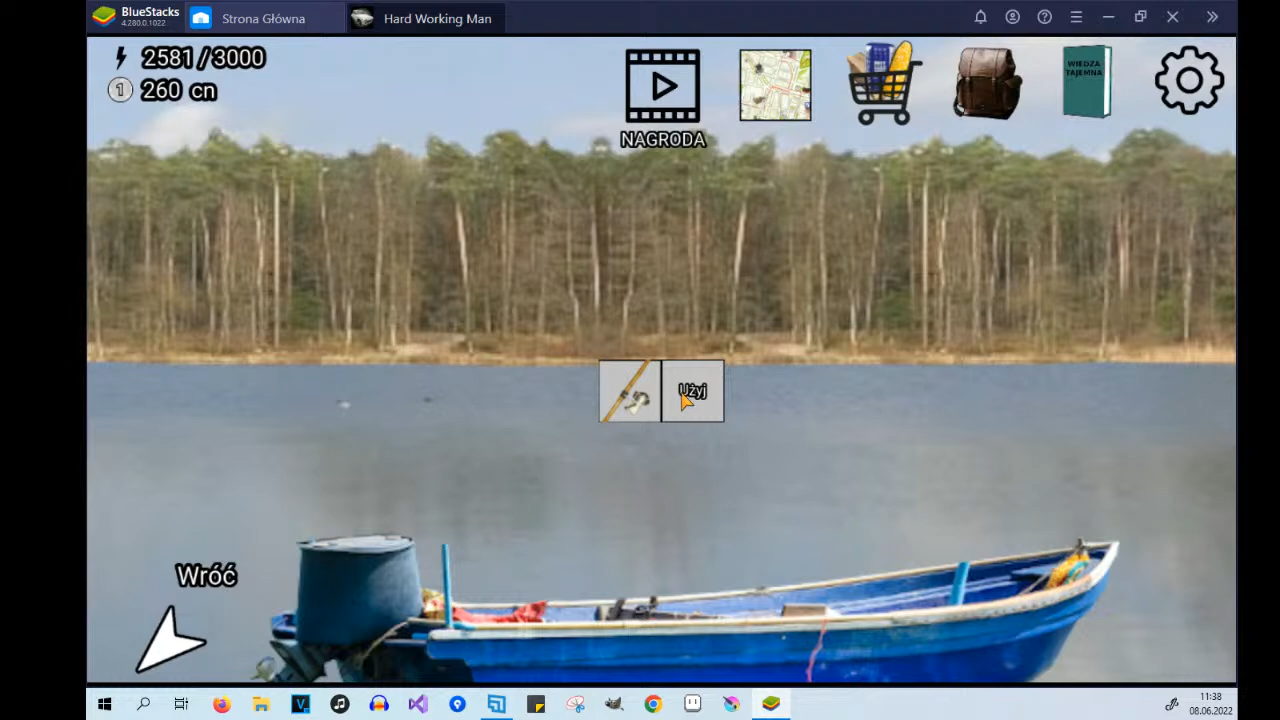 BlueStacks
4.280.0.1022
Strona Główna
Hard Working Man
2581 / 3000
1
260 cn
NAGRODA
WIEDZA
TAJEMNA
Użyj
Wróć
11:38
08.06.2022